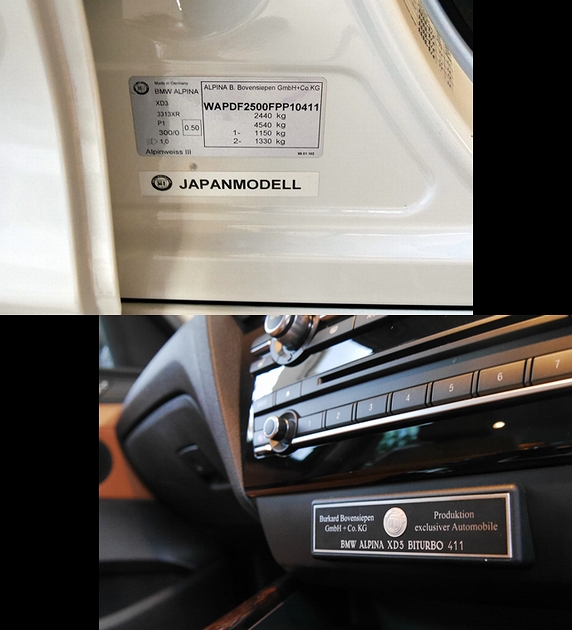 Made in Germany
BMW ALPINA
ALPINA B. Bovensiepen GmbH+Co.KG
XD3
WAPDF2500FPP10411
3313XR
2440 kg
P1
4540 kg
300/0
0.50
1- 1150 kg
1,0
2- 1330 kg
Alpinweiss III
JAPANMODELL
1 2 3 4 5 6 7
Burkard Bovensiepen
GmbH + Co. KG
Produktion
exclusiver Automobile
BMW ALPINA XD3 BITURBO 411